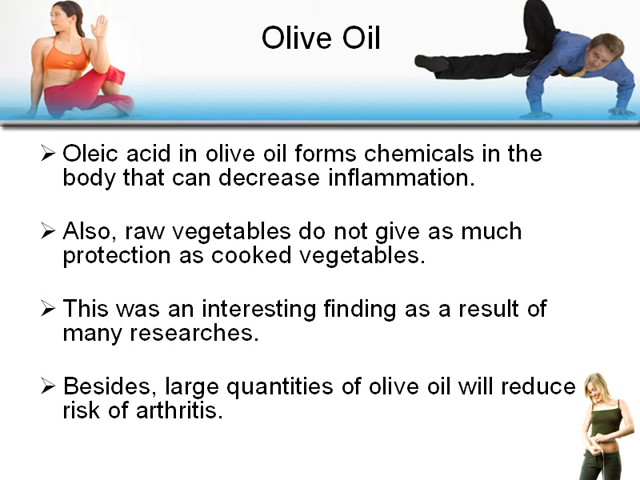 Olive Oil
Oleic acid in olive oil forms chemicals in the
body that can decrease inflammation.
Also, raw vegetables do not give as much
protection as cooked vegetables.
This was an interesting finding as a result of
many researches.
Besides, large quantities of olive oil will reduce
risk of arthritis.